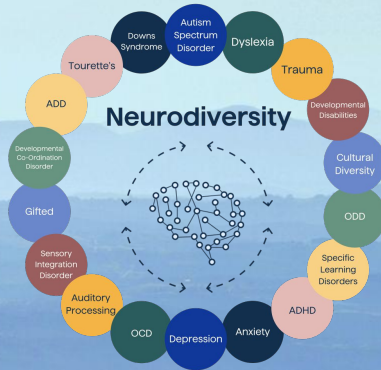 Neurodiversity
Autism
Spectrum
Disorder
Dyslexia
Trauma
Developmental
Disabilities
Cultural
Diversity
ODD
Specific
Learning
Disorders
ADHD
Anxiety
Depression
OCD
Auditory
Processing
Sensory
Integration
Disorder
Gifted
Developmental
Co-Ordination
Disorder
ADD
Tourette's
Downs
Syndrome